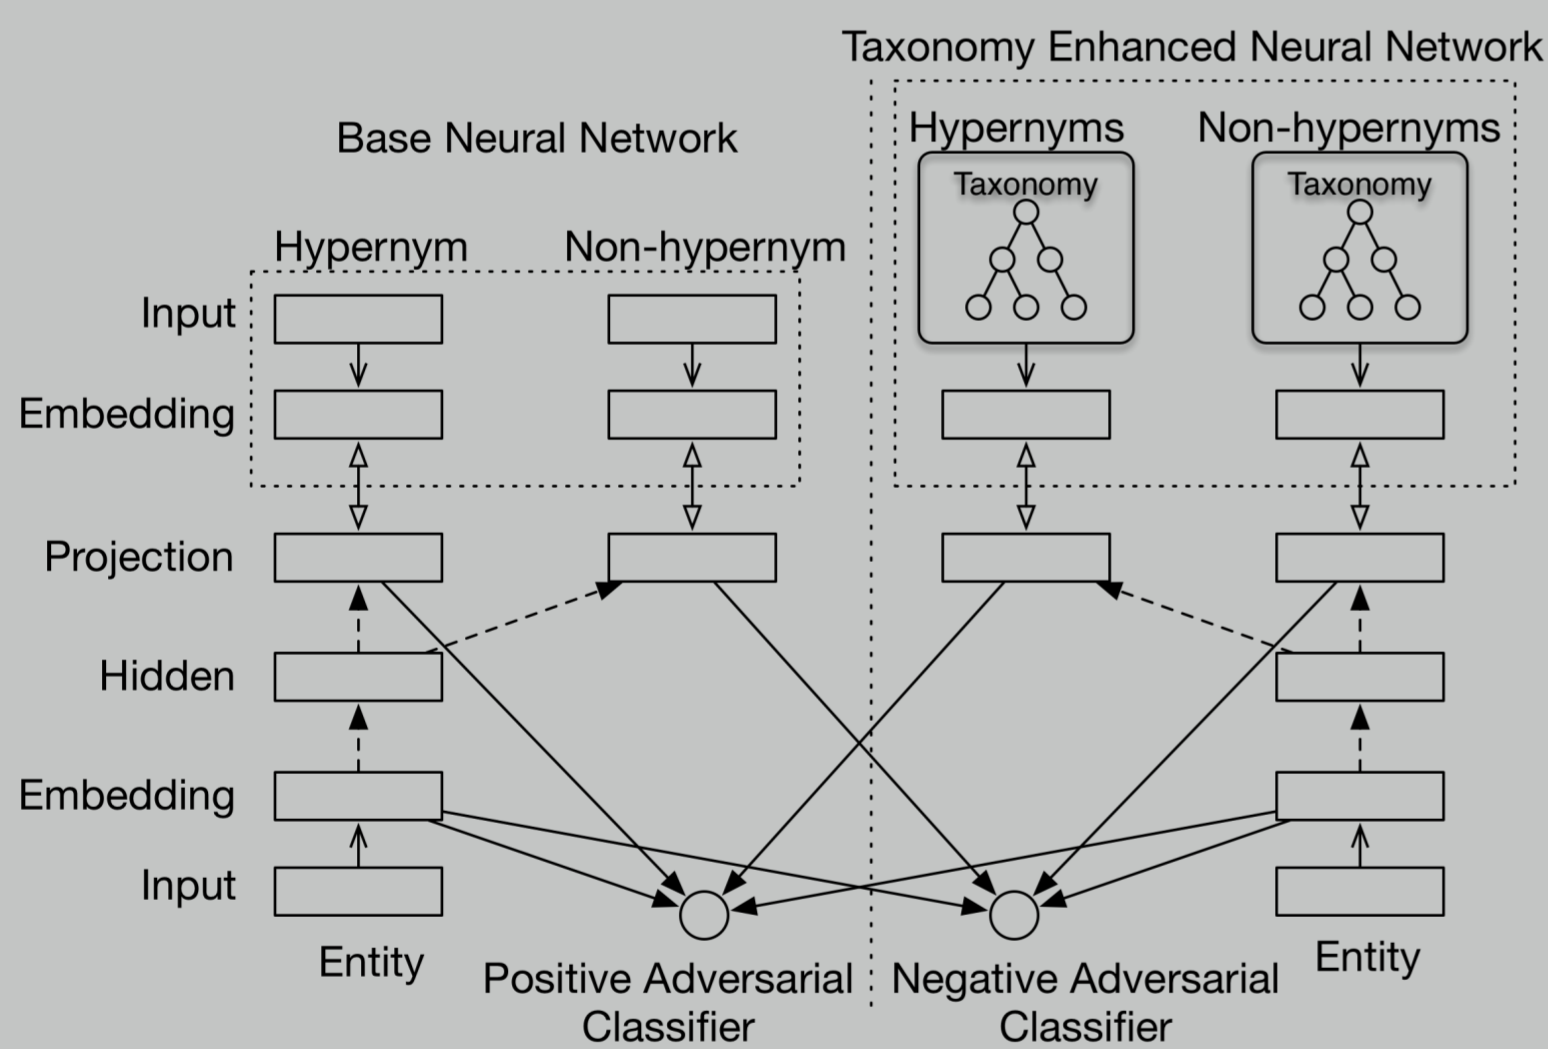 Taxonomy Enhanced Neural Network
Base Neural Network
Hypernyms
Non-hypernyms
Taxonomy
Taxonomy
Hypernym
Non-hypernym
Input
Embedding
Projection
Hidden
Embedding
Input
Entity
Entity
Positive Adversarial
Classifier
Negative Adversarial
Classifier